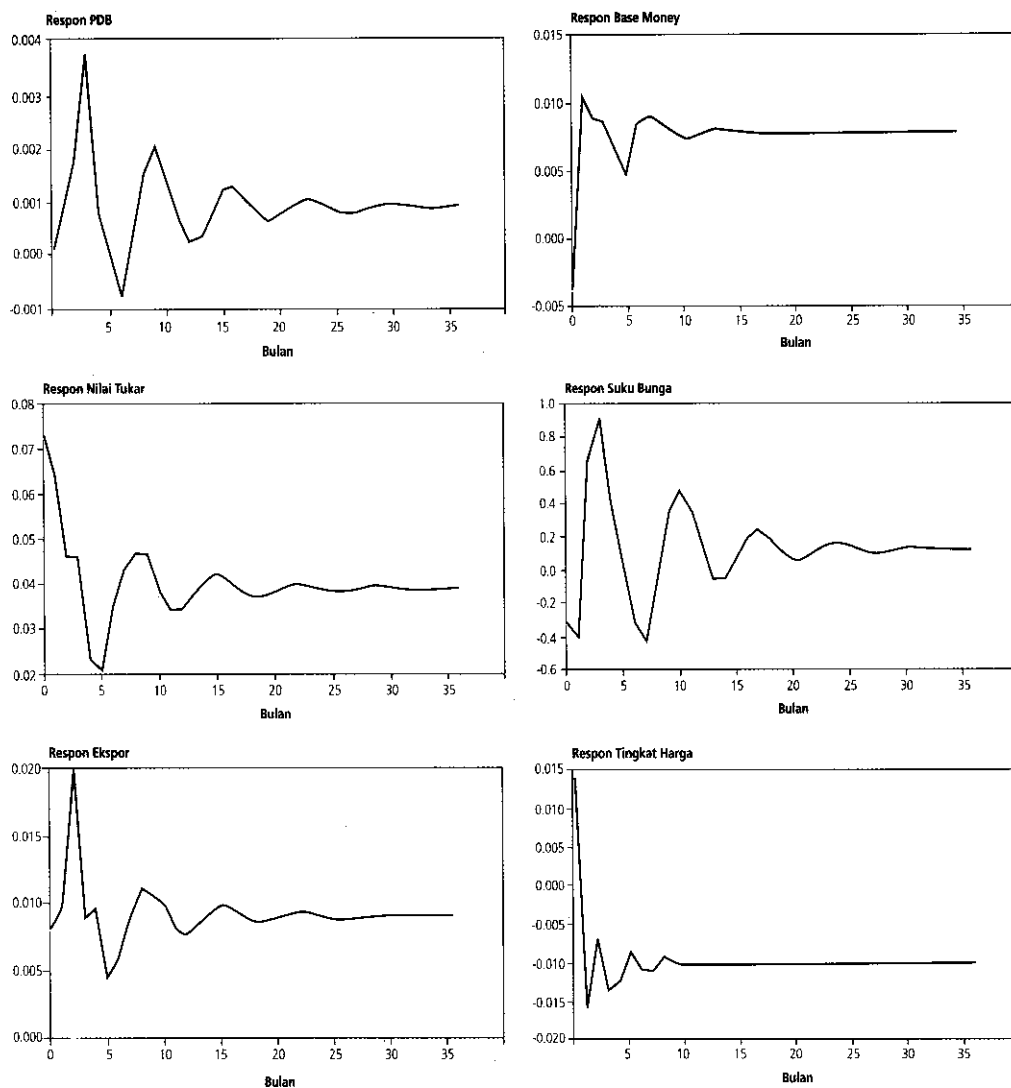 Respon PDB
0.004
0.003
0.002
0.001
0.000
-0.001
5 10 15 20 25 30 35
Bulan
Respon Base Money
0.015
0.010
0.005
0.000
-0.005
0 5 10 15 20 25 30 35
Bulan
Respon Nilai Tukar
0.08
0.07
0.06
0.05
0.04
0.03
0.02
0 5 10 15 20 25 30 35
Bulan
Respon Suku Bunga
1.0
0.8
0.6
0.4
0.2
0.0
-0.2
-0.4
-0.6
0 5 10 15 20 25 30 35
Bulan
Respon Ekspor
0.020
0.015
0.010
0.005
0.000
0 5 10 15 20 25 30 35
Bulan
Respon Tingkat Harga
0.015
0.010
0.005
0.000
-0.005
-0.010
-0.015
-0.020
5 10 15 20 25 30 35
Bulan